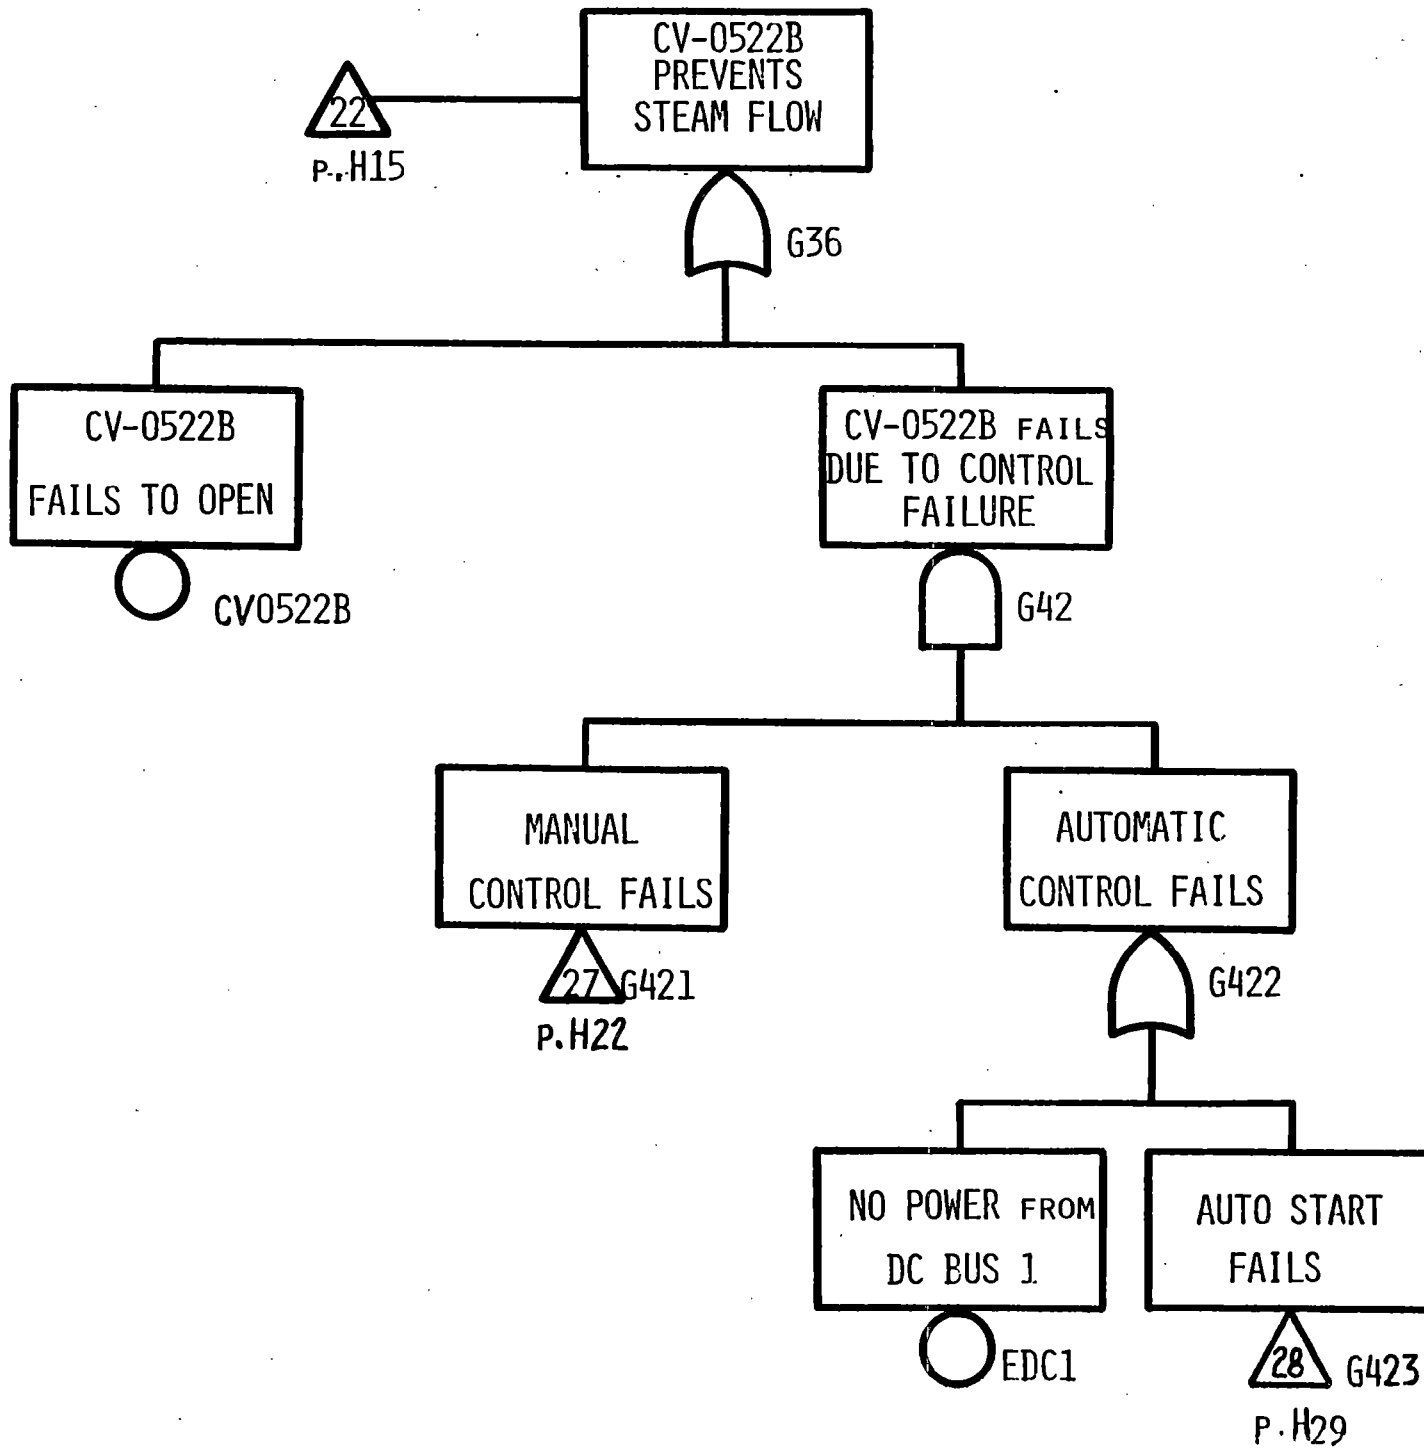 CV-0522B
PREVENTS
STEAM FLOW
22
P..H15
G36
CV-0522B
FAILS TO OPEN
CV0522B
CV-0522B FAILS
DUE TO CONTROL
FAILURE
G42
MANUAL
CONTROL FAILS
27 G421
P.H22
AUTOMATIC
CONTROL FAILS
G422
NO POWER FROM
DC BUS 1
EDC1
AUTO START
FAILS
28 G423
P.H29